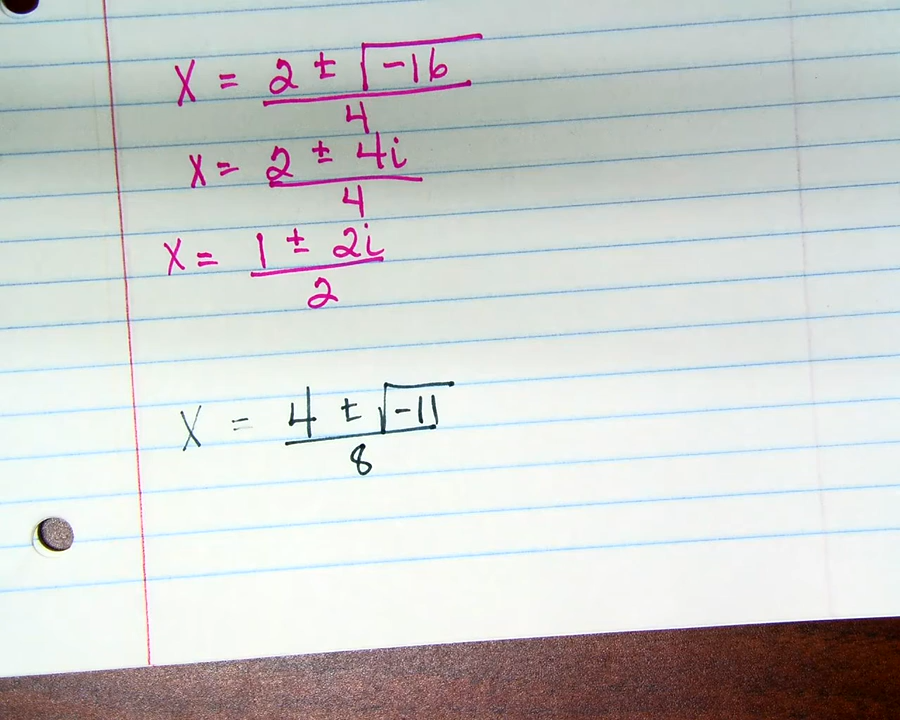 x = (2 ± √-16)/4
x = (2 ± 4i)/4
x = (1 ± 2i)/2
x = (4 ± √-11)/8